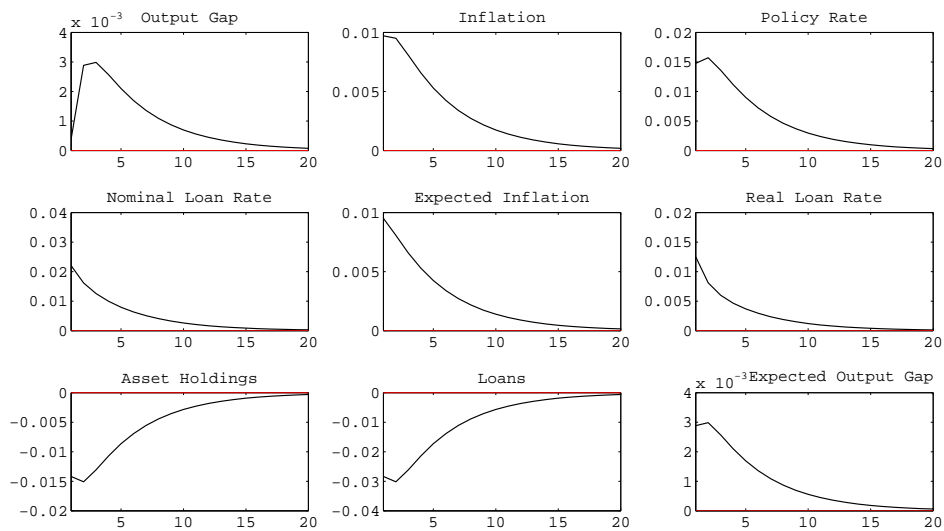 x 10⁻³ Output Gap
4
3
2
1
0
5 10 15 20
Inflation
0.01
0.005
0
5 10 15 20
Policy Rate
0.02
0.015
0.01
0.005
0
5 10 15 20
Nominal Loan Rate
0.04
0.03
0.02
0.01
0
5 10 15 20
Expected Inflation
0.01
0.005
0
5 10 15 20
Real Loan Rate
0.02
0.015
0.01
0.005
0
5 10 15 20
Asset Holdings
0
−0.005
−0.01
−0.015
−0.02
5 10 15 20
Loans
0
−0.01
−0.02
−0.03
−0.04
5 10 15 20
x 10⁻³ Expected Output Gap
4
3
2
1
0
5 10 15 20